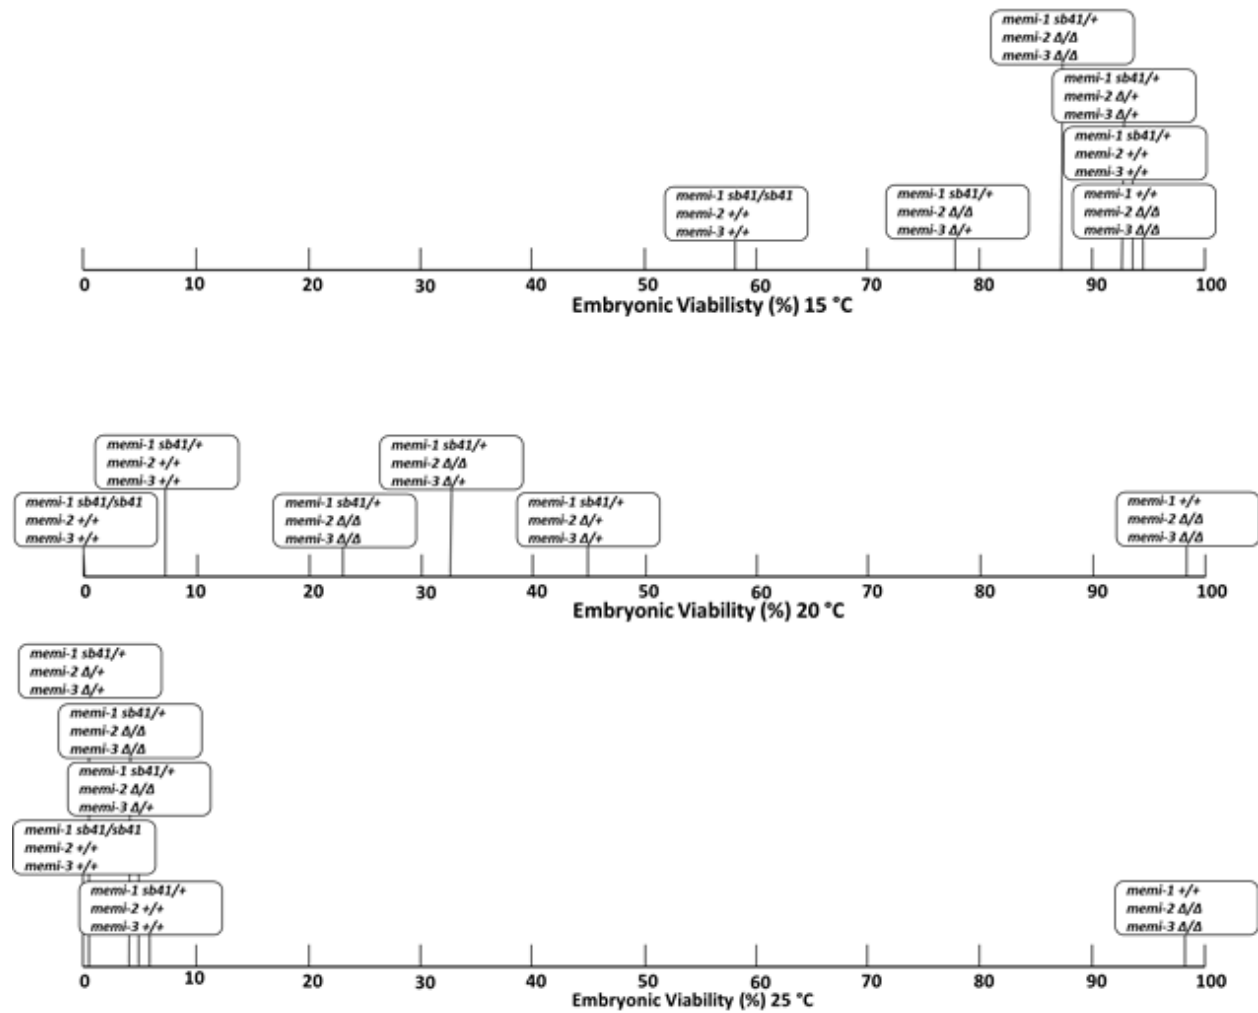 memi-1 sb41/+
memi-2 Δ/Δ
memi-3 Δ/Δ
memi-1 sb41/+
memi-2 Δ/+
memi-3 Δ/+
memi-1 sb41/+
memi-2 +/+
memi-3 +/+
memi-1 sb41/sb41
memi-2 +/+
memi-3 +/+
memi-1 sb41/+
memi-2 Δ/Δ
memi-3 Δ/+
memi-1 +/+
memi-2 Δ/Δ
memi-3 Δ/Δ
0 10 20 30 40 50 60 70 80 90 100
Embryonic Viabilisty (%) 15 °C
memi-1 sb41/+
memi-2 +/+
memi-3 +/+
memi-1 sb41/+
memi-2 Δ/Δ
memi-3 Δ/+
memi-1 sb41/sb41
memi-2 +/+
memi-3 +/+
memi-1 sb41/+
memi-2 Δ/Δ
memi-3 Δ/Δ
memi-1 sb41/+
memi-2 Δ/+
memi-3 Δ/+
memi-1 +/+
memi-2 Δ/Δ
memi-3 Δ/Δ
0 10 20 30 40 50 60 70 80 90 100
Embryonic Viability (%) 20 °C
memi-1 sb41/+
memi-2 Δ/+
memi-3 Δ/+
memi-1 sb41/+
memi-2 Δ/Δ
memi-3 Δ/Δ
memi-1 sb41/+
memi-2 Δ/Δ
memi-3 Δ/+
memi-1 sb41/sb41
memi-2 +/+
memi-3 +/+
memi-1 sb41/+
memi-2 +/+
memi-3 +/+
memi-1 +/+
memi-2 Δ/Δ
memi-3 Δ/Δ
0 10 20 30 40 50 60 70 80 90 100
Embryonic Viability (%) 25 °C